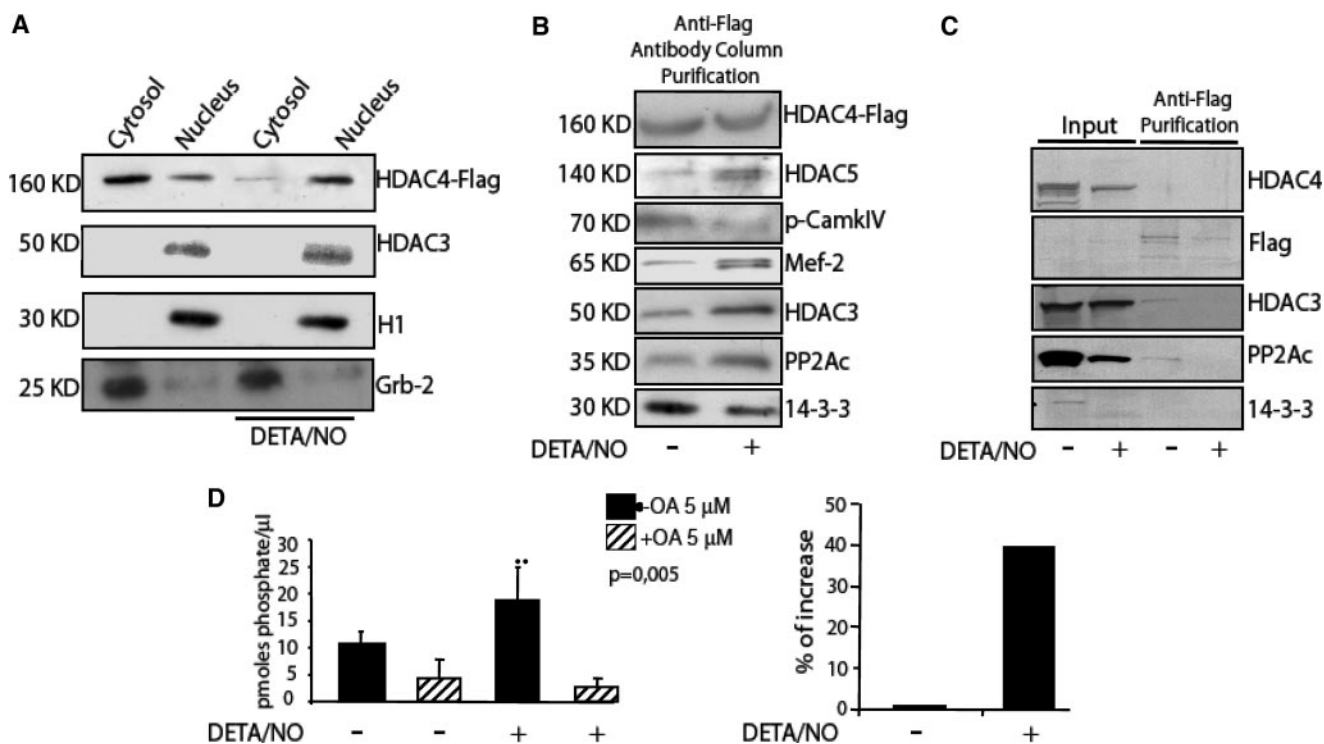 A
Cytosol
Nucleus
Cytosol
Nucleus
160 KD
HDAC4-Flag
50 KD
HDAC3
30 KD
H1
25 KD
Grb-2
DETA/NO
B
Anti-Flag
Antibody Column
Purification
160 KD
HDAC4-Flag
140 KD
HDAC5
70 KD
p-CamkIV
65 KD
Mef-2
50 KD
HDAC3
35 KD
PP2Ac
30 KD
14-3-3
DETA/NO - +
C
Anti-Flag
Input Purification
HDAC4
Flag
HDAC3
PP2Ac
14-3-3
DETA/NO - + - +
D
-OA 5 µM
+OA 5 µM
p=0,005
pmoles phosphate/µl
30
25
20
15
10
5
0
••
DETA/NO - - + +
% of increase
50
40
30
20
10
0
DETA/NO - +